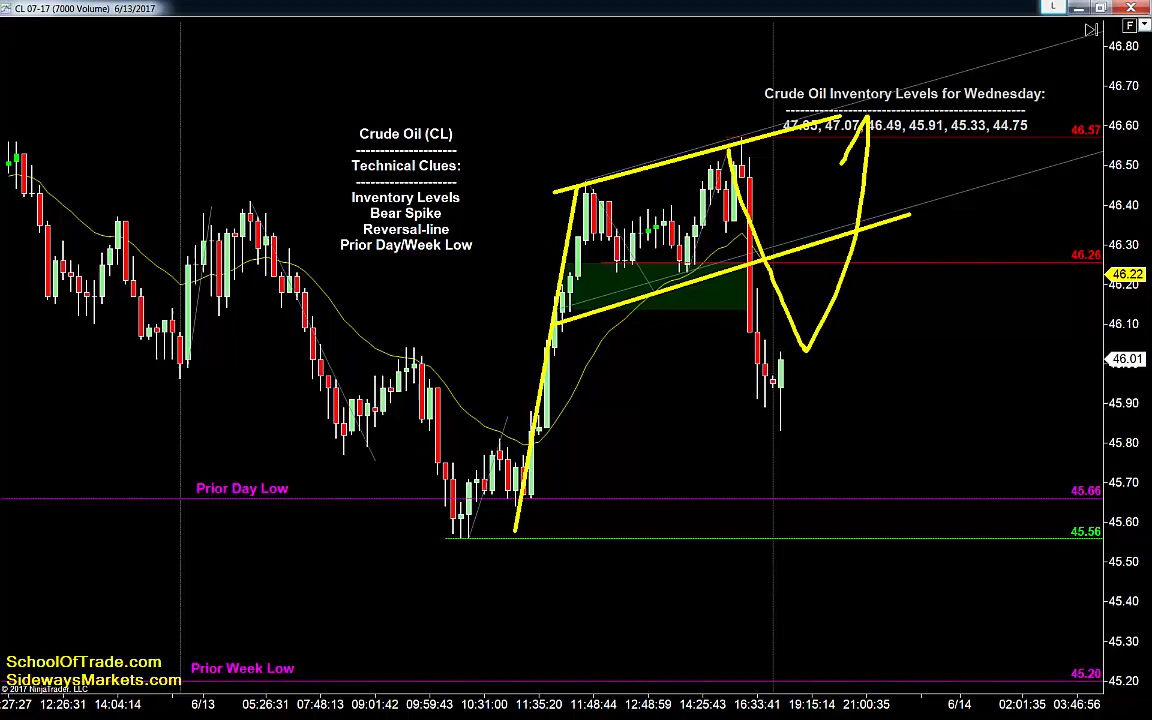 CL 07-17 (7000 Volume) 6/13/2017
L
F
46.80
46.70
Crude Oil Inventory Levels for Wednesday:
47.07, 46.49, 45.91, 45.33, 44.75
46.60
46.57
Crude Oil (CL)
Technical Clues:
Inventory Levels
Bear Spike
Reversal-line
Prior Day/Week Low
46.50
46.40
46.30
46.26
46.22
46.20
46.10
46.01
45.90
45.80
45.70
Prior Day Low
45.66
45.60
45.56
45.50
45.40
45.30
Prior Week Low
45.20
45.20
SchoolOfTrade.com
SidewaysMarkets.com
© 2017 NinjaTrader, LLC
:27:27 12:26:31 14:04:14 6/13 05:26:31 07:48:13 09:01:42 09:59:43 10:31:00 11:35:20 11:48:44 12:48:59 14:25:43 16:33:41 19:15:14 21:00:35 6/14 02:01:35 03:46:56